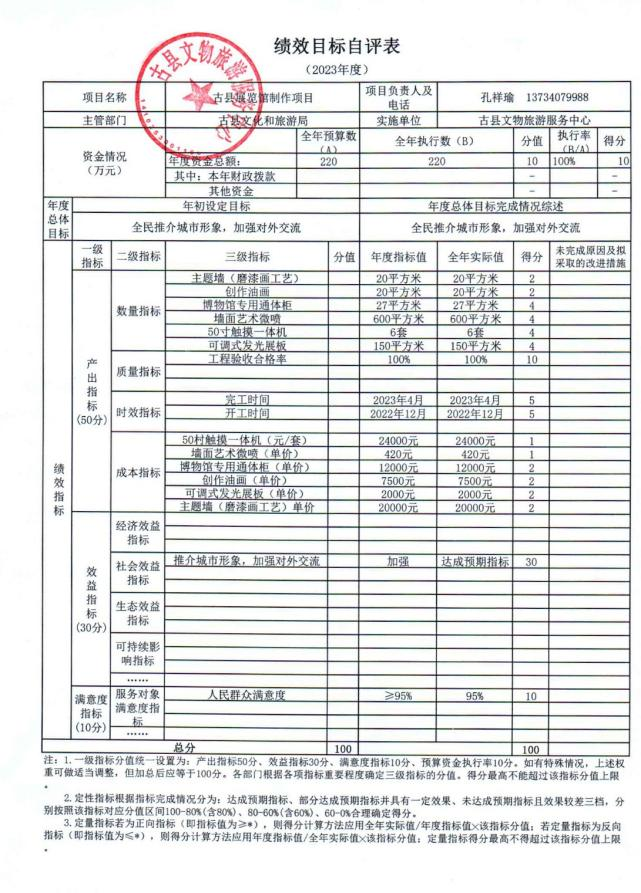 绩效目标自评表
（2023年度）
项目名称 古县展览馆制作项目 项目负责人及电话 孔祥瑜 13734079988
主管部门 古县文化和旅游局 实施单位 古县文物旅游服务中心
资金情况（万元） 全年预算数（A） 全年执行数（B） 分值 执行率（B/A） 得分
年度资金总额： 220 220 10 100% 10
其中：本年财政拨款 － －
其他资金 － －
年度总体目标 年初设定目标 年度总体目标完成情况综述
全民推介城市形象，加强对外交流 全民推介城市形象，加强对外交流
绩效指标 一级指标 二级指标 三级指标 分值 年度指标值 全年实际值 得分 未完成原因及拟采取的改进措施
产出指标(50分) 数量指标 主题墙（磨漆画工艺） 20平方米 20平方米 2
创作油画 20平方米 20平方米 2
博物馆专用通体柜 27平方米 27平方米 4
墙面艺术微喷 600平方米 600平方米 4
50寸触摸一体机 6套 6套 4
可调式发光展板 150平方米 150平方米 4
质量指标 工程验收合格率 100% 100% 10
时效指标 完工时间 2023年4月 2023年4月 5
开工时间 2022年12月 2022年12月 5
成本指标 50村触摸一体机（元/套） 24000元 24000元 1
墙面艺术微喷（单价） 420元 420元 1
博物馆专用通体柜（单价） 12000元 12000元 2
创作油画（单价） 7500元 7500元 2
可调式发光展板（单价） 2000元 2000元 2
主题墙（磨漆画工艺）单价 20000元 20000元 2
效益指标(30分) 经济效益指标
社会效益指标 推介城市形象，加强对外交流 加强 达成预期指标 30
生态效益指标
可持续影响指标
……
满意度指标(10分) 服务对象满意度指标 人民群众满意度 ≥95% 95% 10
……
总分 100 100
注：1.一级指标分值统一设置为：产出指标50分、效益指标30分、满意度指标10分、预算资金执行率10分。如有特殊情况，上述权
重可做适当调整，但加总后应等于100分。各部门根据各项指标重要程度确定三级指标的分值。得分最高不能超过该指标分值上限
。
2.定性指标根据指标完成情况分为：达成预期指标、部分达成预期指标并具有一定效果、未达成预期指标且效果较差三档，分
别按照该指标对应分值区间100-80%(含80%)、80-60%(含60%)、60-0%合理确定得分。
3.定量指标若为正向指标（即指标值为≥*），则得分计算方法应用全年实际值/年度指标值×该指标分值；若定量指标为反向
指标（即指标值为≤*），则得分计算方法应用年度指标值/全年实际值×该指标分值；定量指标得分最高不得超过该指标分值上限
。